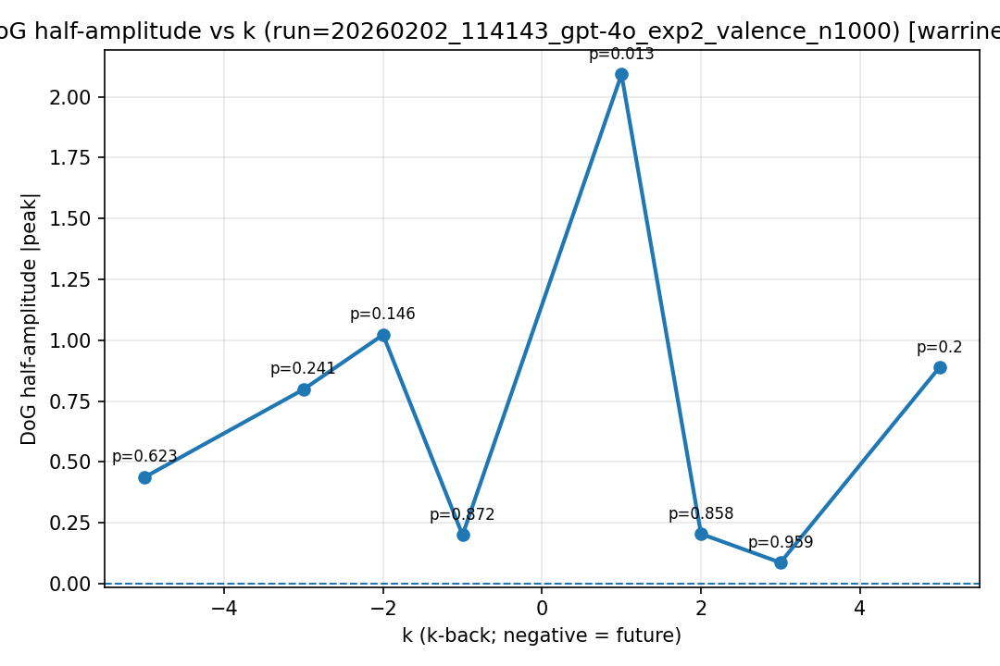 oG half-amplitude vs k (run=20260202_114143_gpt-4o_exp2_valence_n1000) [warrine
p=0.013
2.00
1.75
1.50
1.25
1.00
0.75
0.50
0.25
0.00
DoG half-amplitude |peak|
p=0.146
p=0.241
p=0.623
p=0.872
p=0.858
p=0.959
p=0.2
−4
−2
0
2
4
k (k-back; negative = future)